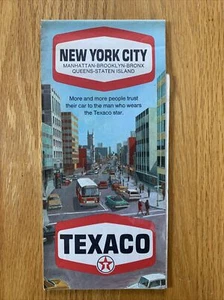 NEW YORK CITY
MANHATTAN-BROOKLYN-BRONX
QUEENS-STATEN ISLAND
More and more people trust
their car to the man who wears
the Texaco star.
TEXACO
T